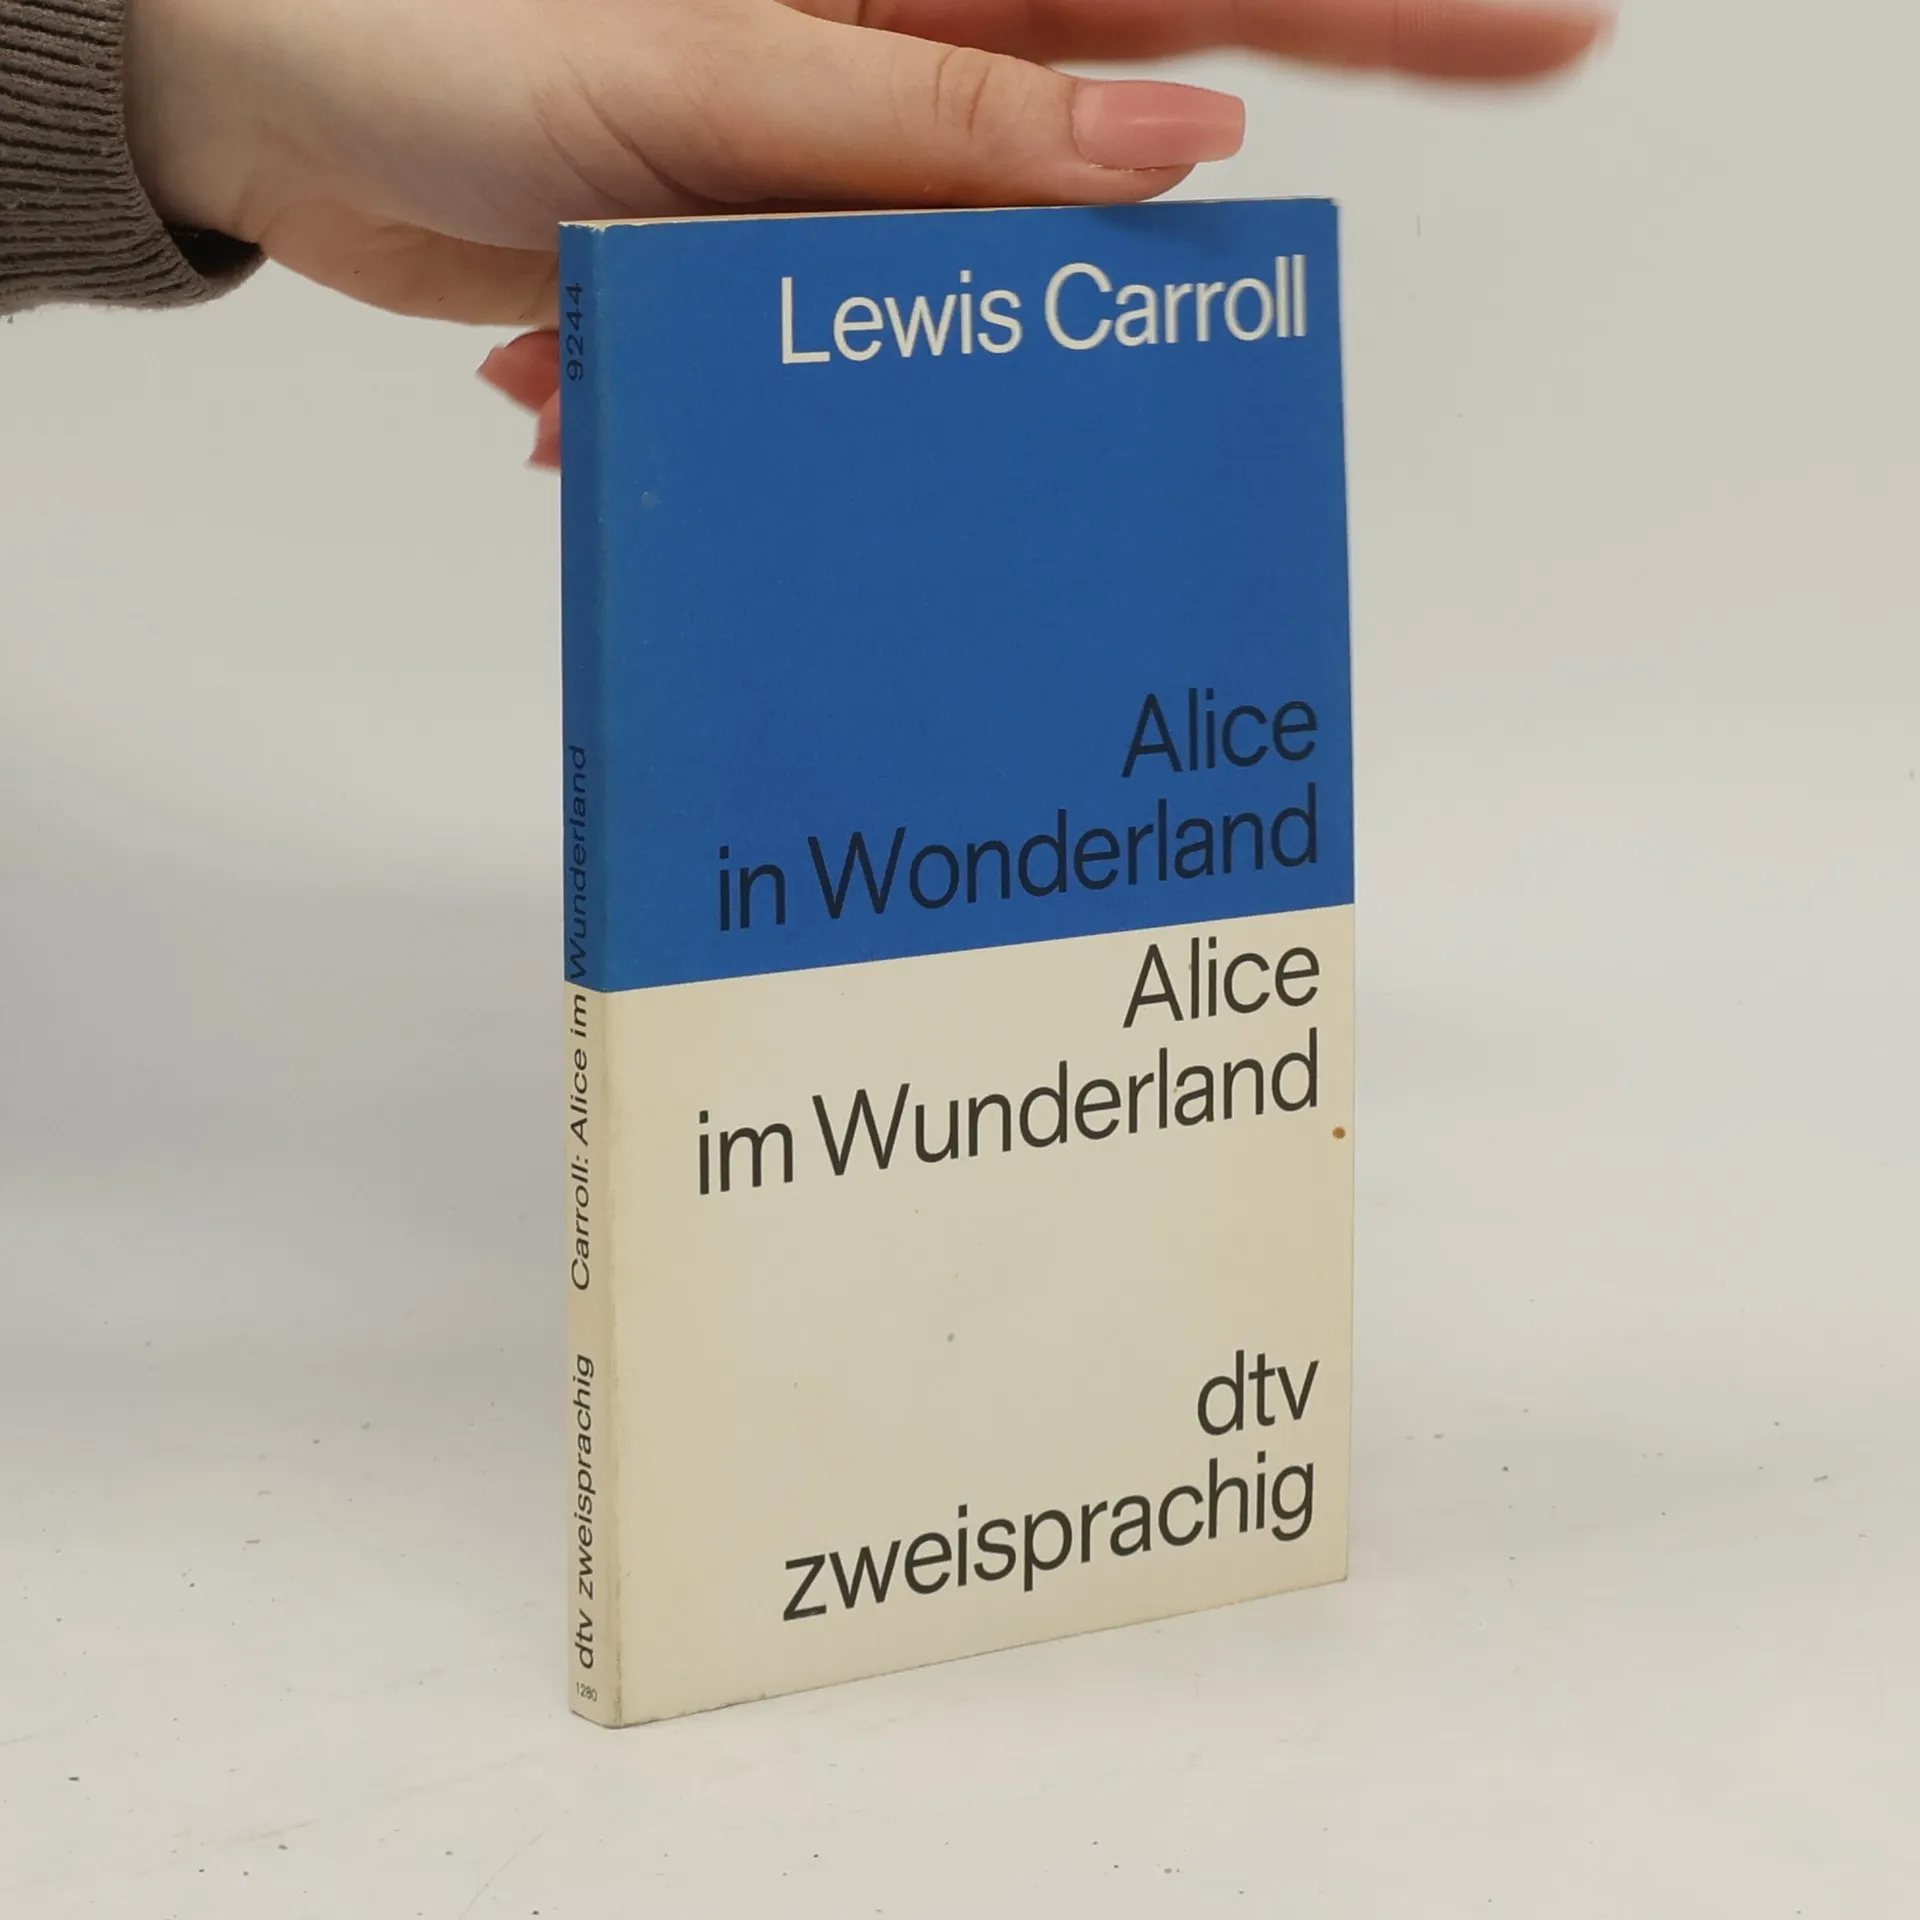 Lewis Carroll
Alice
in Wonderland
Alice
im Wunderland
dtv
zweisprachig
dtv zweisprachig Carroll: Alice im Wunderland 9244
1280